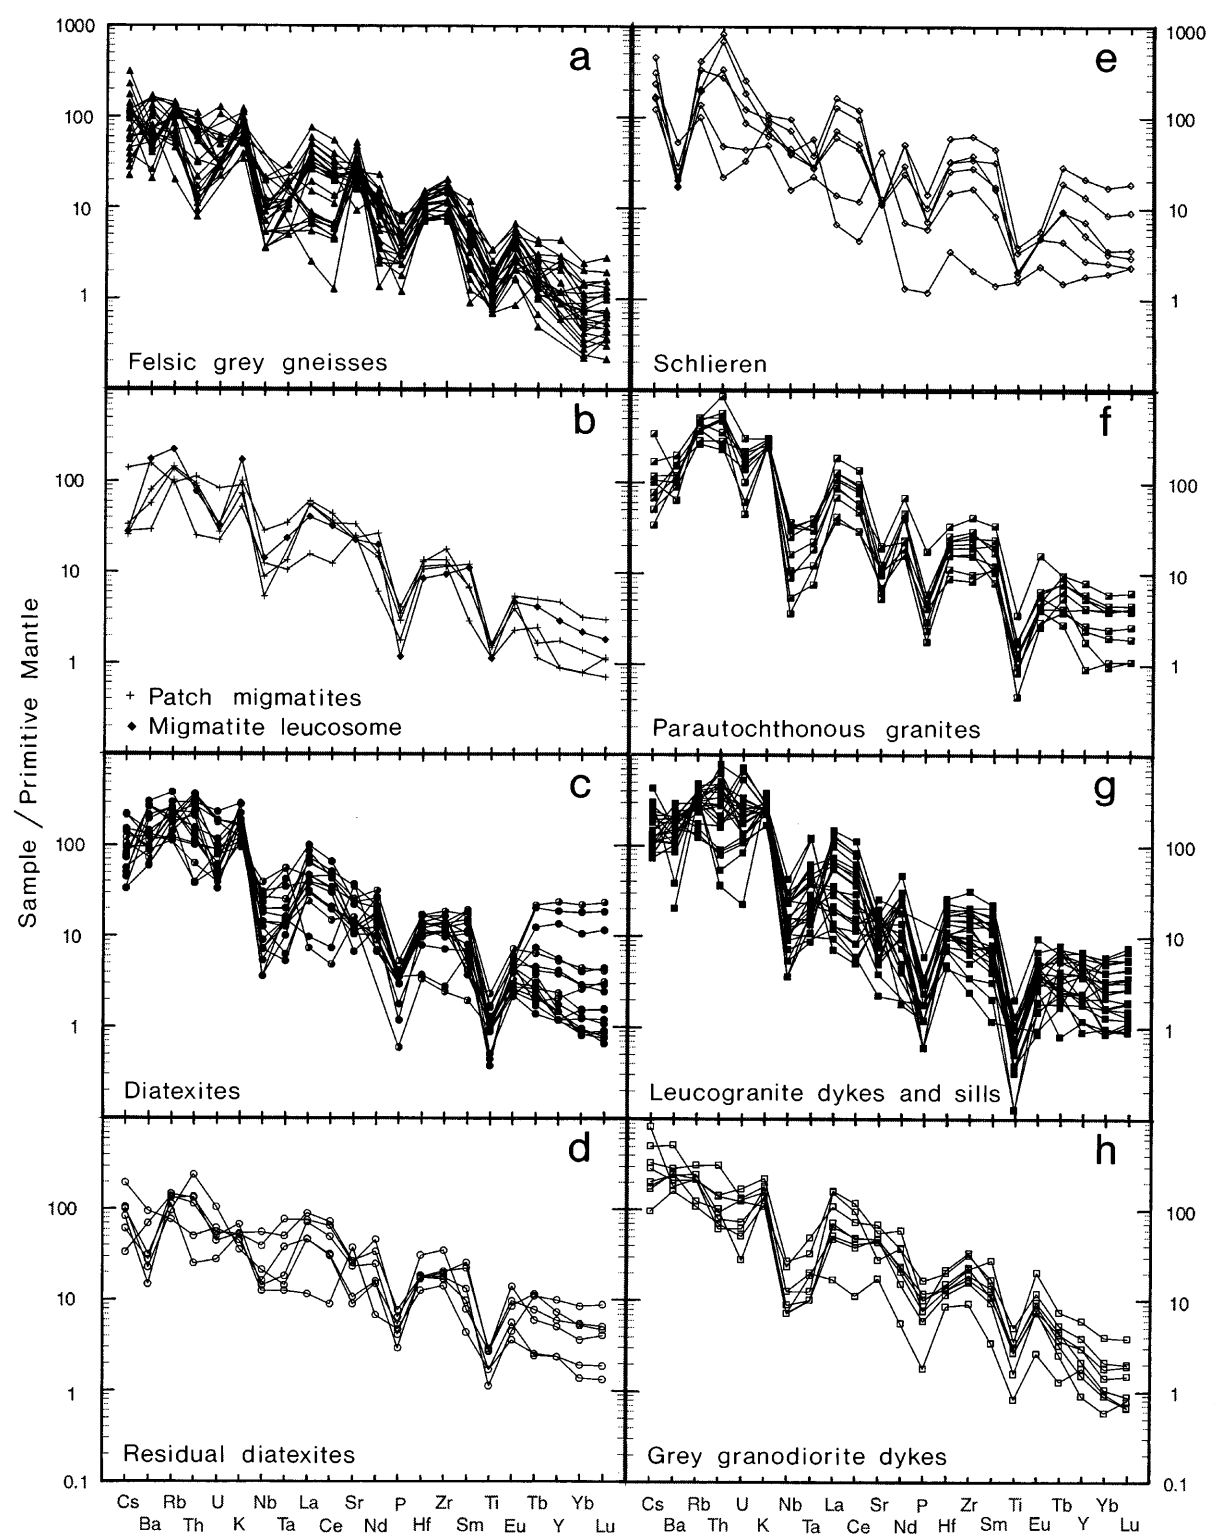 Sample / Primitive Mantle
1000
100
10
1
a
Felsic grey gneisses
100
10
1
b
+ Patch migmatites
◆ Migmatite leucosome
100
10
1
c
Diatexites
100
10
1
0.1
d
Residual diatexites
Cs Rb U Nb La Sr P Zr Ti Tb Yb
Ba Th K Ta Ce Nd Hf Sm Eu Y Lu
e
1000
100
10
1
Schlieren
f
100
10
1
Parautochthonous granites
g
100
10
1
Leucogranite dykes and sills
h
100
10
1
0.1
Grey granodiorite dykes
Cs Rb U Nb La Sr P Zr Ti Tb Yb
Ba Th K Ta Ce Nd Hf Sm Eu Y Lu